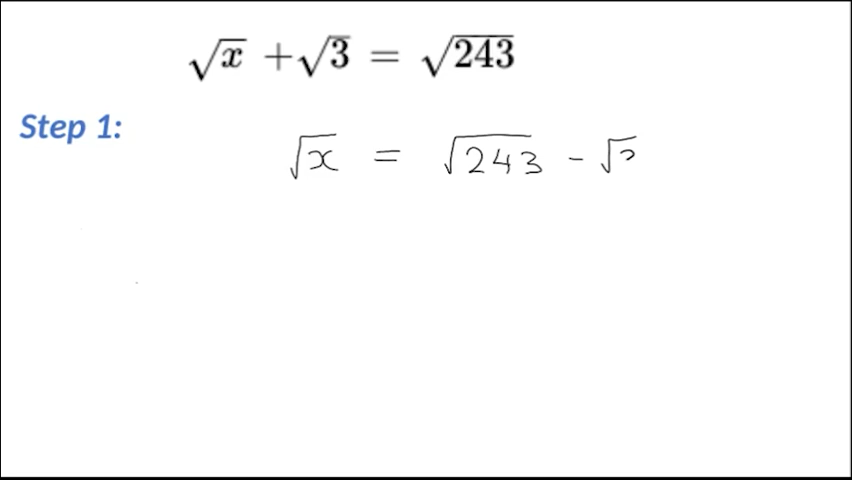 √x + √3 = √243
Step 1:
√x = √243 - √